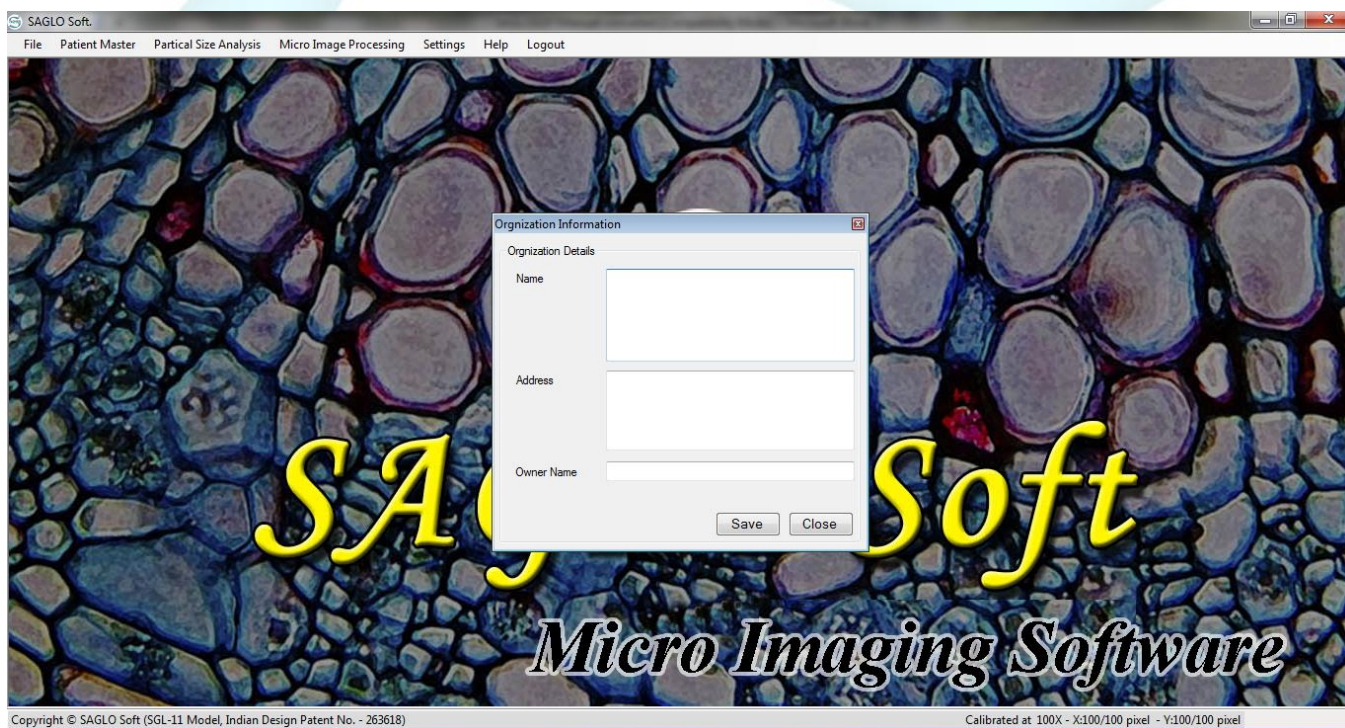 SAGLO Soft.
File Patient Master Partical Size Analysis Micro Image Processing Settings Help Logout
Orgnization Information
Orgnization Details
Name
Address
Owner Name
Save Close
SA Soft
Micro Imaging Software
Copyright © SAGLO Soft (SGL-11 Model, Indian Design Patent No. - 263618) Calibrated at 100X - X:100/100 pixel - Y:100/100 pixel